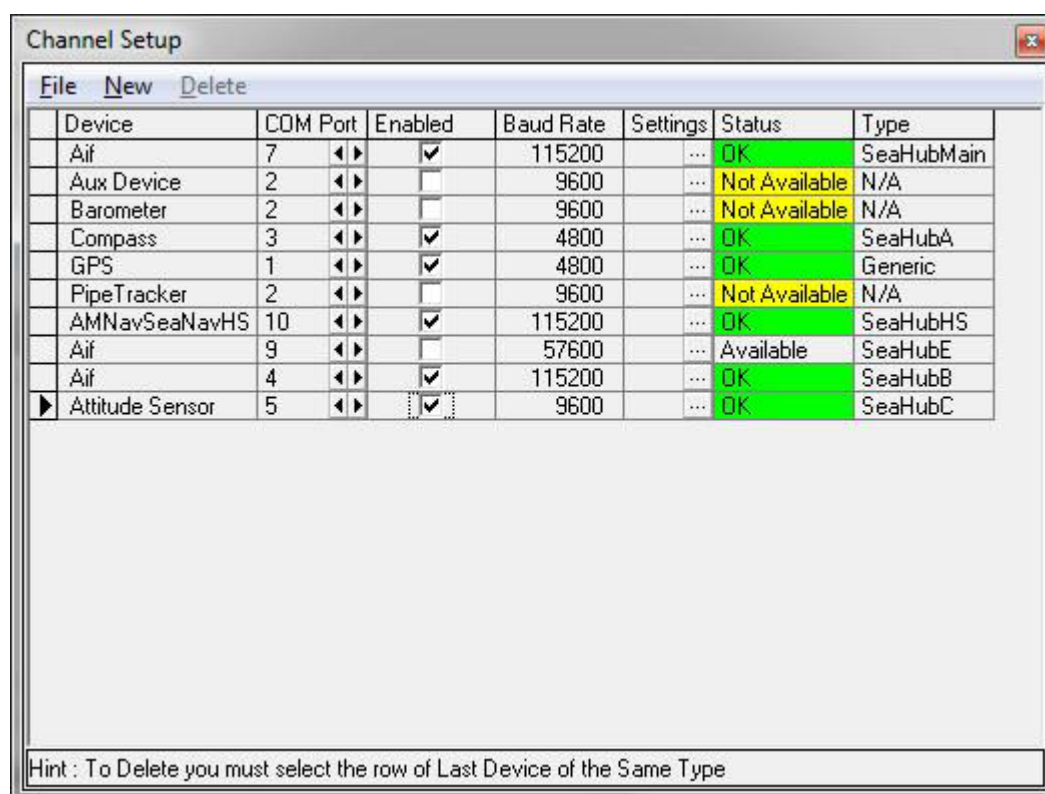 Channel Setup
File New Delete
Device COM Port Enabled Baud Rate Settings Status Type
Aif 7 115200 ... OK SeaHubMain
Aux Device 2 9600 ... Not Available N/A
Barometer 2 9600 ... Not Available N/A
Compass 3 4800 ... OK SeaHubA
GPS 1 4800 ... OK Generic
PipeTracker 2 9600 ... Not Available N/A
AMNavSeaNavHS 10 115200 ... OK SeaHubHS
Aif 9 57600 ... Available SeaHubE
Aif 4 115200 ... OK SeaHubB
Attitude Sensor 5 9600 ... OK SeaHubC
Hint : To Delete you must select the row of Last Device of the Same Type